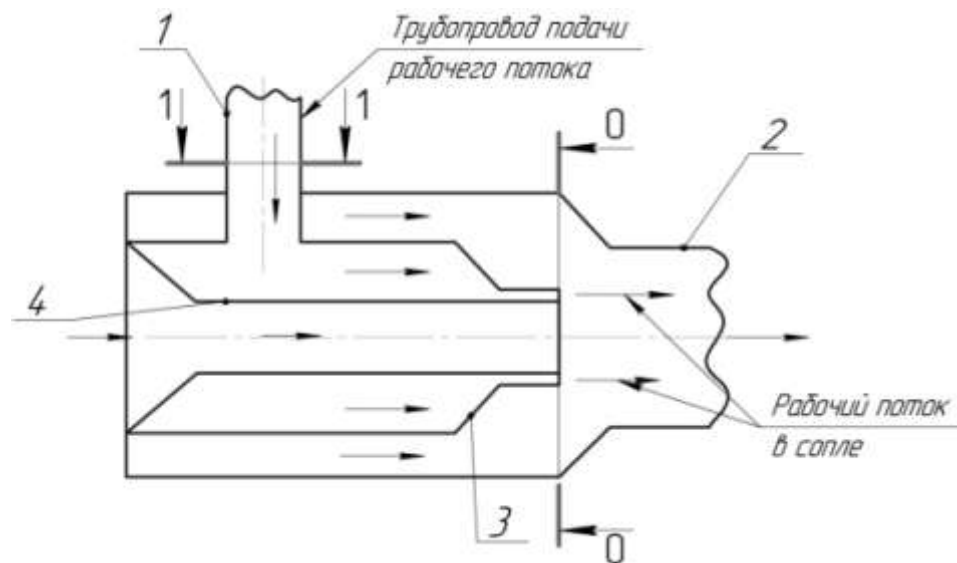 1
Трубопровод подачи
рабочего потока
1
1
0
2
4
Рабочий поток
в сопле
3
0